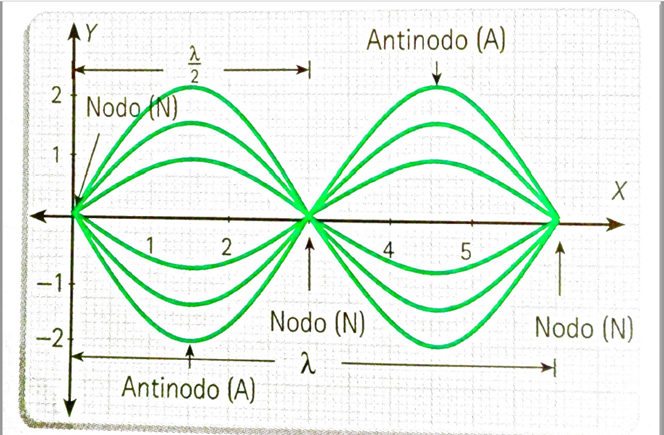 Y
λ/2
Antinodo (A)
2
Nodo (N)
1
X
1
2
4
5
−1
Nodo (N)
Nodo (N)
−2
λ
Antinodo (A)